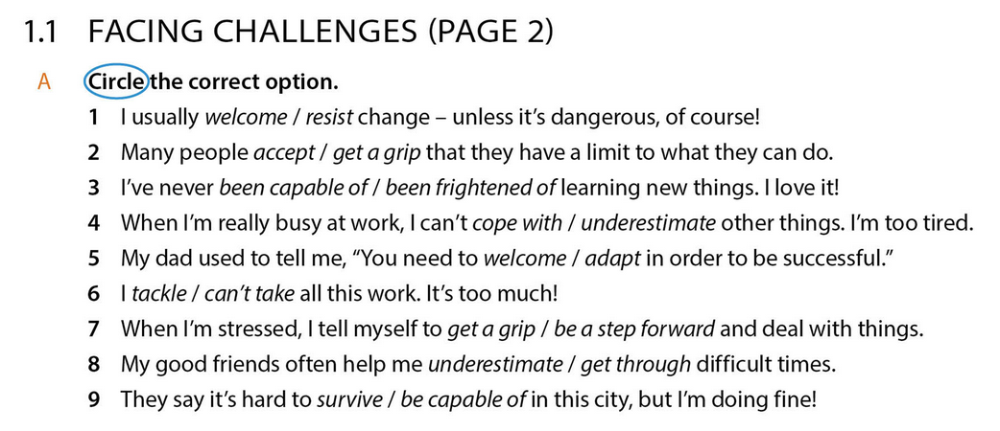 1.1 FACING CHALLENGES (PAGE 2)
A Circle the correct option.
1 I usually welcome / resist change – unless it's dangerous, of course!
2 Many people accept / get a grip that they have a limit to what they can do.
3 I've never been capable of / been frightened of learning new things. I love it!
4 When I'm really busy at work, I can't cope with / underestimate other things. I'm too tired.
5 My dad used to tell me, “You need to welcome / adapt in order to be successful.”
6 I tackle / can't take all this work. It's too much!
7 When I'm stressed, I tell myself to get a grip / be a step forward and deal with things.
8 My good friends often help me underestimate / get through difficult times.
9 They say it's hard to survive / be capable of in this city, but I'm doing fine!